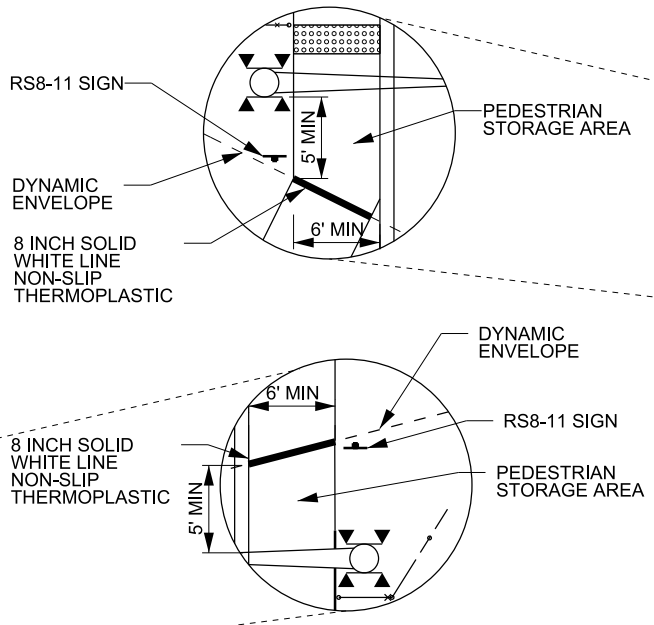 RS8-11 SIGN
PEDESTRIAN
STORAGE AREA
5' MIN
DYNAMIC
ENVELOPE
6' MIN
8 INCH SOLID
WHITE LINE
NON-SLIP
THERMOPLASTIC
DYNAMIC
ENVELOPE
6' MIN
RS8-11 SIGN
8 INCH SOLID
WHITE LINE
NON-SLIP
THERMOPLASTIC
PEDESTRIAN
STORAGE AREA
5' MIN